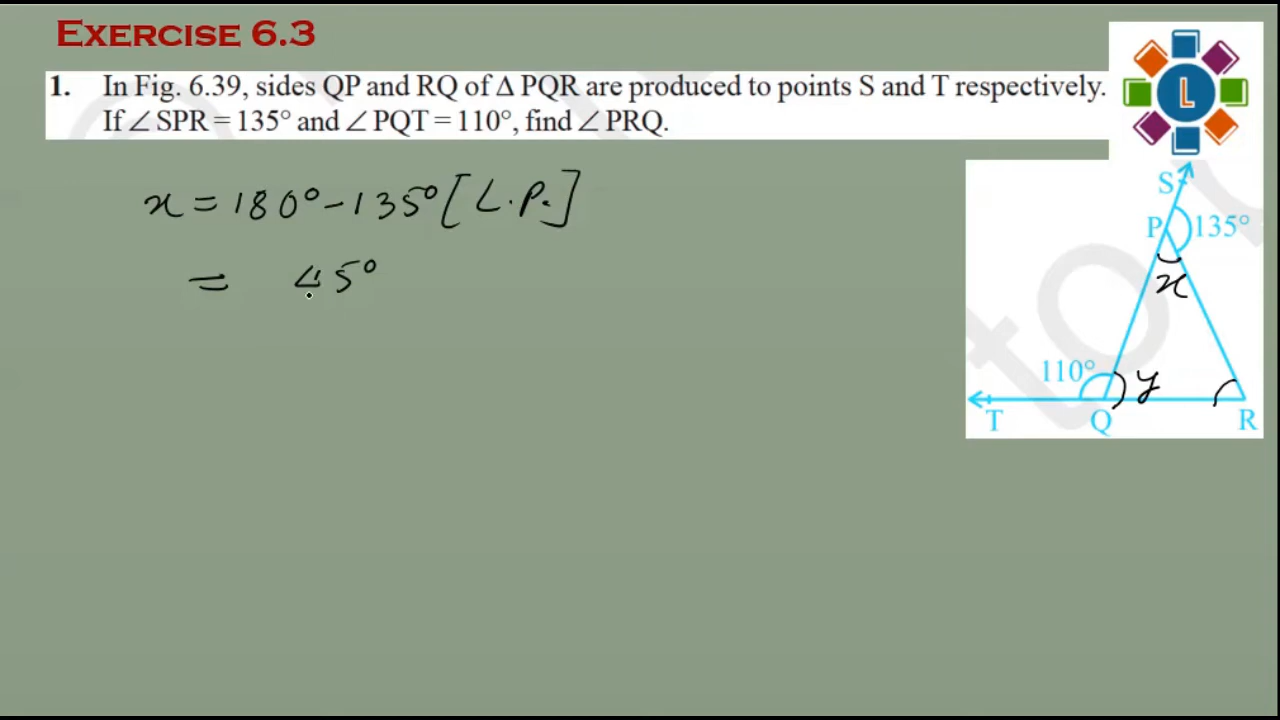 EXERCISE 6.3
1. In Fig. 6.39, sides QP and RQ of Δ PQR are produced to points S and T respectively.
If ∠ SPR = 135° and ∠ PQT = 110°, find ∠ PRQ.
L
x = 180° - 135° [L.P.]
= 45°
S
P 135°
x
110° y
T Q R